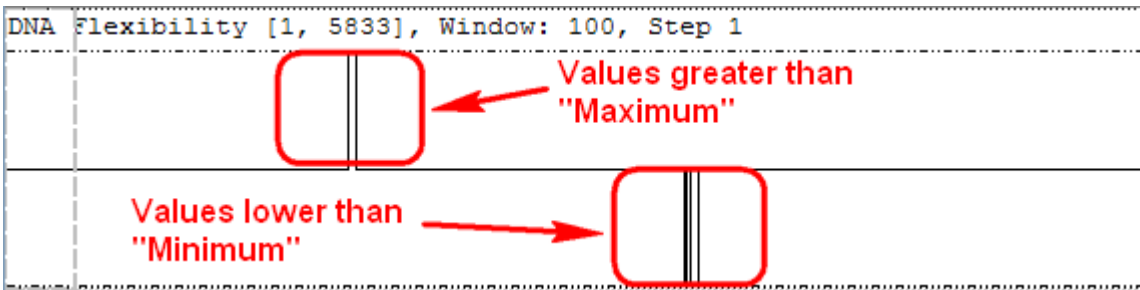 DNA Flexibility [1, 5833], Window: 100, Step 1
Values greater than
"Maximum"
Values lower than
"Minimum"